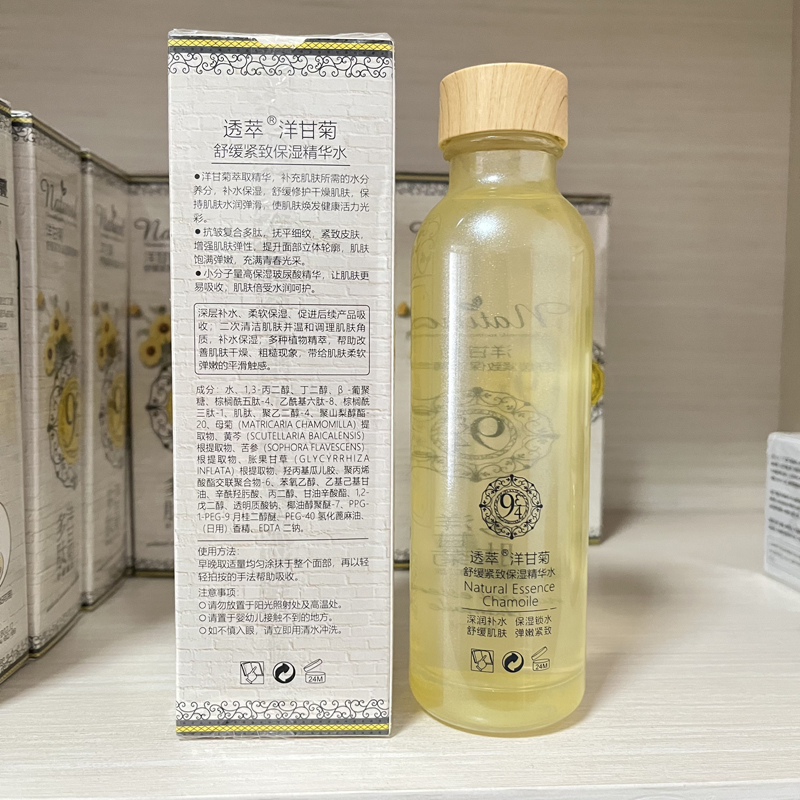 透萃®洋甘菊
舒缓紧致保湿精华水
●洋甘菊萃取精华，补充肌肤所需的水分
养分，补水保湿，舒缓修护干燥肌肤，保
持肌肤水润弹滑，使肌肤焕发健康活力光
彩。
●抗皱复合多肽，抚平细纹，紧致皮肤，
增强肌肤弹性、提升面部立体轮廓，肌肤
饱满弹嫩，充满青春光采。
●小分子量高保湿玻尿酸精华，让肌肤更
易吸收；肌肤倍受水润呵护。
深层补水、柔软保湿、促进后续产品吸
收；二次清洁肌肤并温和调理肌肤角
质，补水保湿；多种植物精萃，帮助改
善肌肤干燥、粗糙现象，带给肌肤柔软
弹嫩的平滑触感。
成分：水、1,3-丙二醇、丁二醇、β-葡聚
糖、棕榈酰五肽-4、乙酰基六肽-8、棕榈酰
三肽-1、肌肽、聚乙二醇-4、聚山梨醇酯-
20、母菊（MATRICARIA CHAMOMILLA）提
取物、黄芩（SCUTELLARIA BAICALENSIS）
根提取物、苦参（SOPHORA FLAVESCENS）
根提取物、胀果甘草（GLYCYRRHIZA
INFLATA）根提取物、羟丙基瓜儿胶、聚丙烯
酸酯交联聚合物-6、苯氧乙醇、乙基己基甘
油、辛酰羟肟酸、丙二醇、甘油辛酸酯、1,2-
戊二醇、透明质酸钠、椰油醇聚醚-7、PPG-
1-PEG-9 月桂二醇醚、PEG-40 氢化蓖麻油、
（日用）香精、EDTA 二钠。
使用方法：
早晚取适量均匀涂抹于整个面部，再以轻
轻拍按的手法帮助吸收。
注意事项：
○请勿放置于阳光照射处及高温处。
○请置于婴幼儿接触不到的地方。
○如不慎入眼，请立即用清水冲洗。
24M
94
透萃®洋甘菊
舒缓紧致保湿精华水
Natural Essence
Chamoile
深润补水 保湿锁水
舒缓肌肤 弹嫩紧致
24M